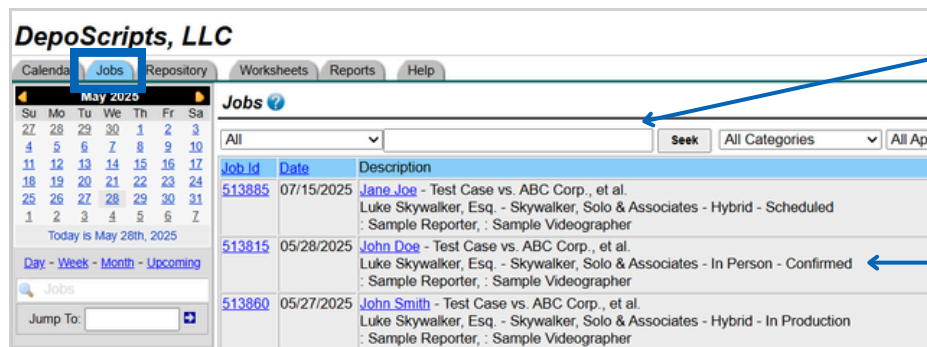 DepoScripts, LLC
Calenda Jobs Repository Worksheets Reports Help
May 2025
Su Mo Tu We Th Fr Sa
27 28 29 30 1 2 3
4 5 6 7 8 9 10
11 12 13 14 15 16 17
18 19 20 21 22 23 24
25 26 27 28 29 30 31
1 2 3 4 5 6 7
Today is May 28th, 2025
Day - Week - Month - Upcoming
Jobs
Jump To:
Jobs ?
All Seek All Categories All Ap
Job Id Date Description
513885 07/15/2025 Jane Joe - Test Case vs. ABC Corp., et al.
Luke Skywalker, Esq. - Skywalker, Solo & Associates - Hybrid - Scheduled
: Sample Reporter, : Sample Videographer
513815 05/28/2025 John Doe - Test Case vs. ABC Corp., et al.
Luke Skywalker, Esq. - Skywalker, Solo & Associates - In Person - Confirmed
: Sample Reporter, : Sample Videographer
513860 05/27/2025 John Smith - Test Case vs. ABC Corp., et al.
Luke Skywalker, Esq. - Skywalker, Solo & Associates - Hybrid - In Production
: Sample Reporter, : Sample Videographer